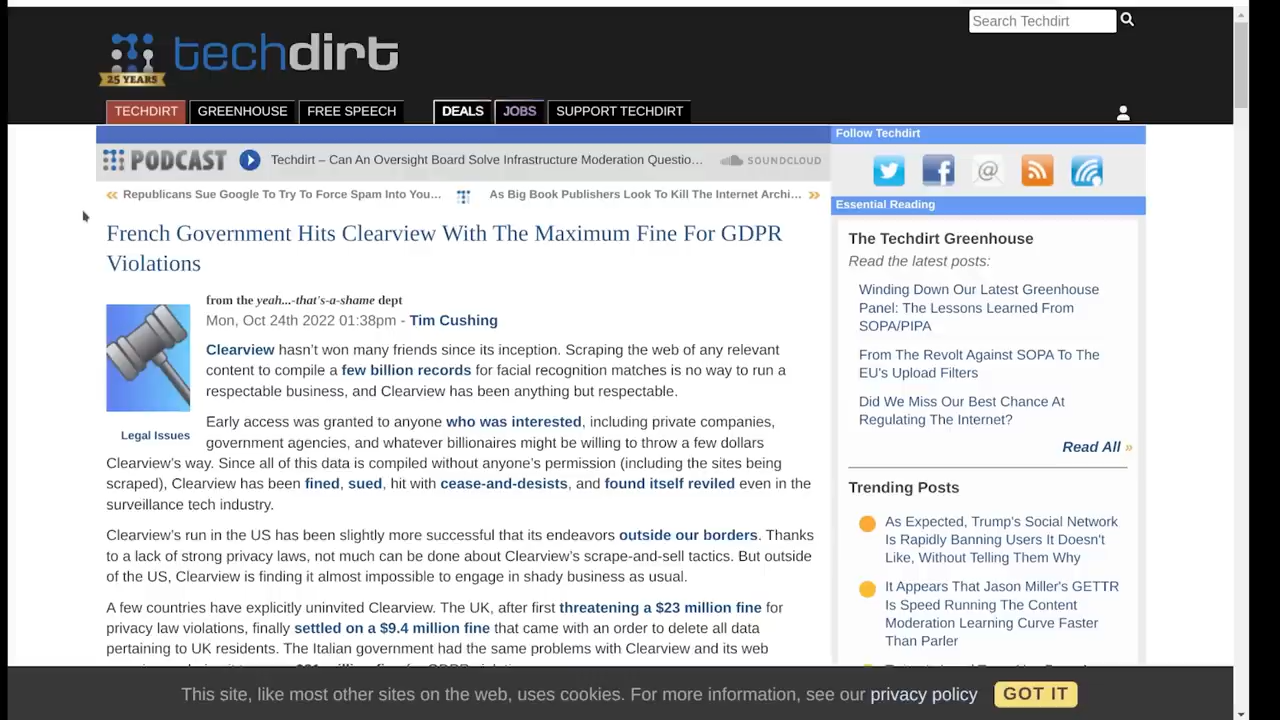 Search Techdirt
techdirt
25 YEARS
TECHDIRT GREENHOUSE FREE SPEECH DEALS JOBS SUPPORT TECHDIRT
PODCAST Techdirt – Can An Oversight Board Solve Infrastructure Moderation Questio... SOUNDCLOUD
« Republicans Sue Google To Try To Force Spam Into You... As Big Book Publishers Look To Kill The Internet Archi... »
French Government Hits Clearview With The Maximum Fine For GDPR
Violations
from the yeah...-that's-a-shame dept
Mon, Oct 24th 2022 01:38pm - Tim Cushing
Legal Issues
Clearview hasn’t won many friends since its inception. Scraping the web of any relevant
content to compile a few billion records for facial recognition matches is no way to run a
respectable business, and Clearview has been anything but respectable.
Early access was granted to anyone who was interested, including private companies,
government agencies, and whatever billionaires might be willing to throw a few dollars
Clearview’s way. Since all of this data is compiled without anyone’s permission (including the sites being
scraped), Clearview has been fined, sued, hit with cease-and-desists, and found itself reviled even in the
surveillance tech industry.
Clearview’s run in the US has been slightly more successful that its endeavors outside our borders. Thanks
to a lack of strong privacy laws, not much can be done about Clearview’s scrape-and-sell tactics. But outside
of the US, Clearview is finding it almost impossible to engage in shady business as usual.
A few countries have explicitly uninvited Clearview. The UK, after first threatening a $23 million fine for
privacy law violations, finally settled on a $9.4 million fine that came with an order to delete all data
pertaining to UK residents. The Italian government had the same problems with Clearview and its web
Follow Techdirt
Essential Reading
The Techdirt Greenhouse
Read the latest posts:
Winding Down Our Latest Greenhouse
Panel: The Lessons Learned From
SOPA/PIPA
From The Revolt Against SOPA To The
EU's Upload Filters
Did We Miss Our Best Chance At
Regulating The Internet?
Read All »
Trending Posts
As Expected, Trump's Social Network
Is Rapidly Banning Users It Doesn't
Like, Without Telling Them Why
It Appears That Jason Miller's GETTR
Is Speed Running The Content
Moderation Learning Curve Faster
Than Parler
This site, like most other sites on the web, uses cookies. For more information, see our privacy policy GOT IT